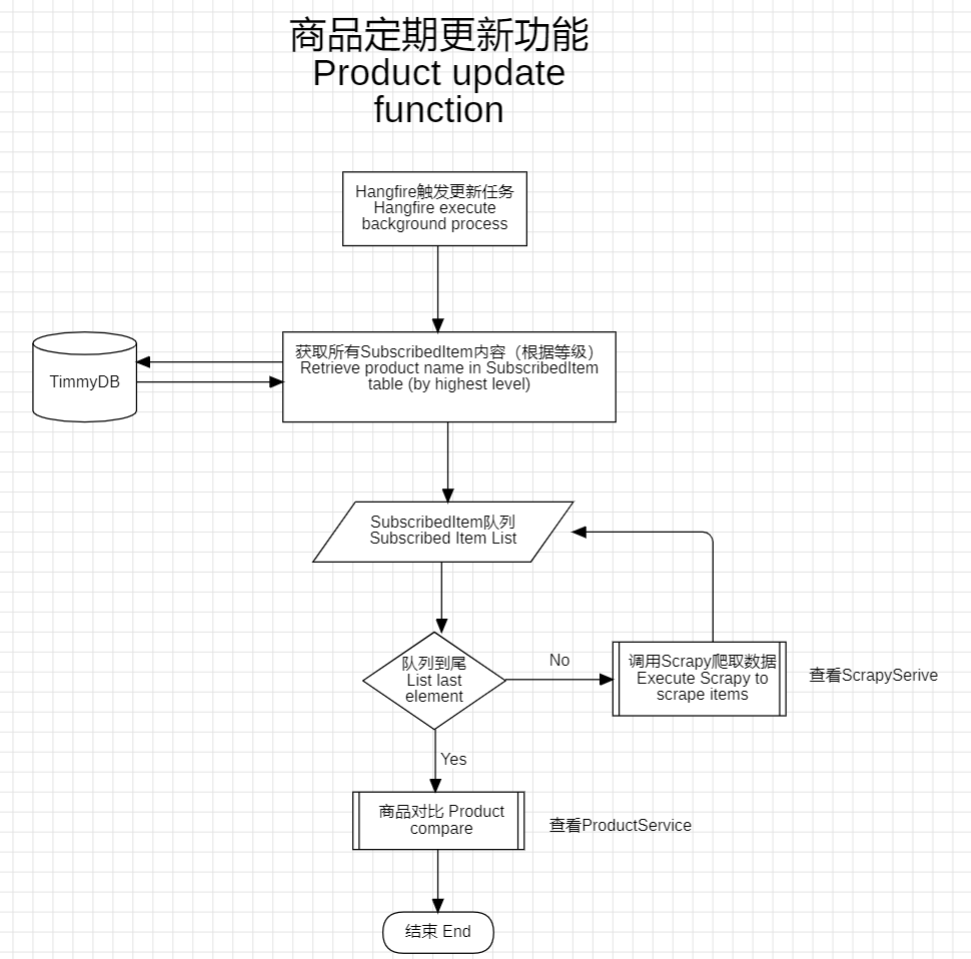 商品定期更新功能
Product update
function
Hangfire触发更新任务
Hangfire execute
background process
TimmyDB
获取所有SubscribedItem内容（根据等级）
Retrieve product name in SubscribedItem
table (by highest level)
SubscribedItem队列
Subscribed Item List
队列到尾
List last
element
No
调用Scrapy爬取数据
Execute Scrapy to
scrape items
查看ScrapySerive
Yes
商品对比 Product
compare
查看ProductService
结束 End